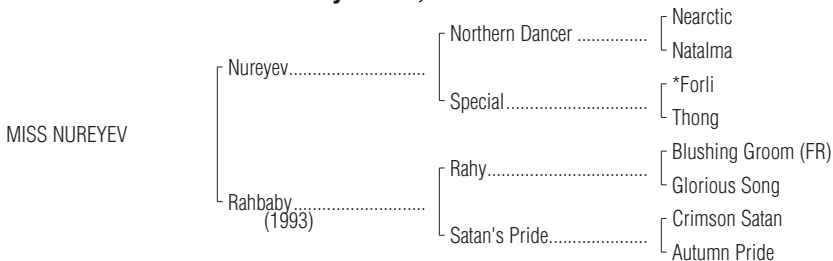 Nearctic
Northern Dancer
Natalma
Nureyev
*Forli
Special
Thong
MISS NUREYEV
Blushing Groom (FR)
Rahy
Glorious Song
Rahbaby
(1993)
Crimson Satan
Satan's Pride
Autumn Pride